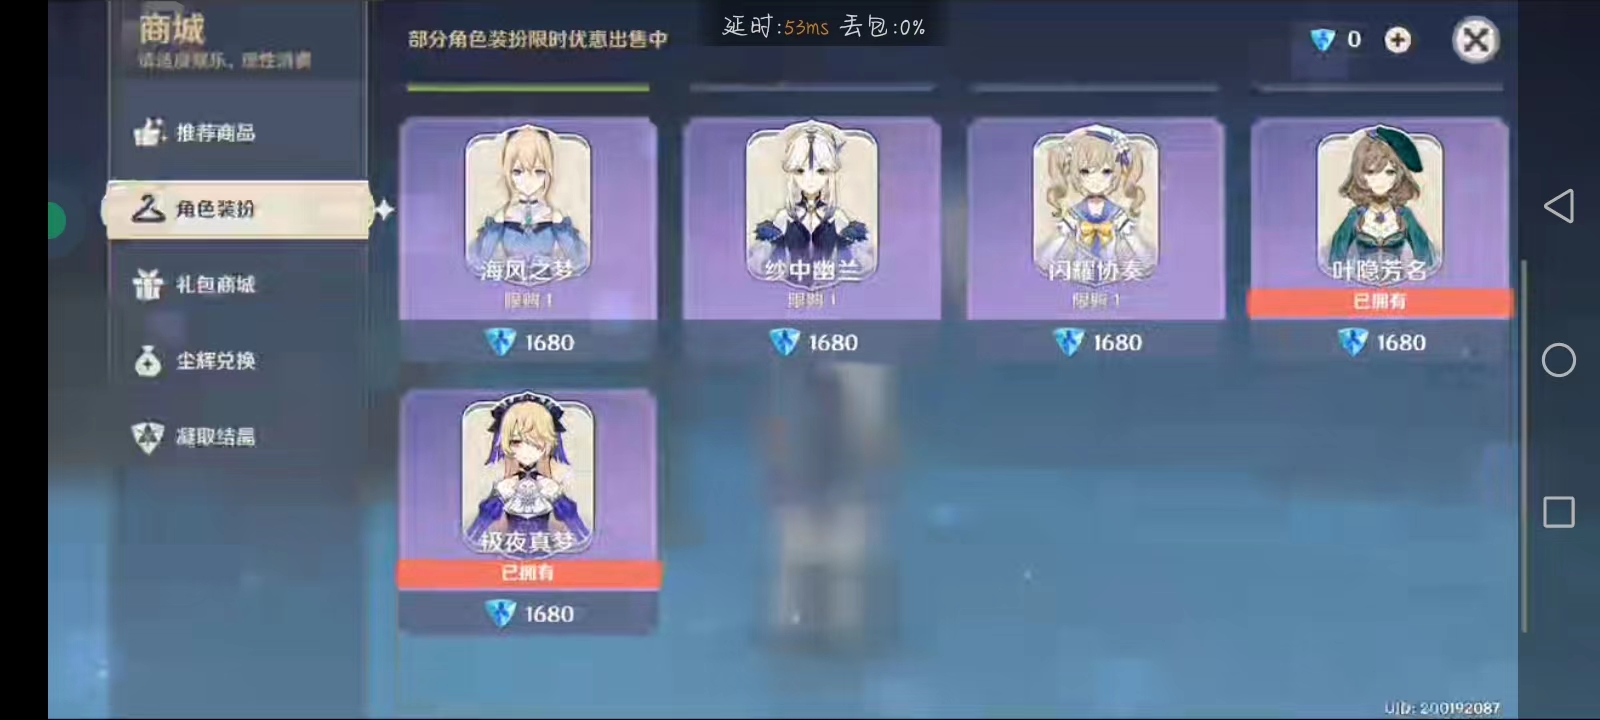 商城
请适度娱乐，理性消费
部分角色装扮限时优惠出售中
延时:53ms 丢包:0%
0
推荐商品
角色装扮
礼包商城
尘辉兑换
凝取结晶
海风之梦
限购 1
1680
纱中幽兰
限购 1
1680
闪耀协奏
限购 1
1680
叶隐芳名
已拥有
1680
极夜真梦
已拥有
1680
UID: 200192087